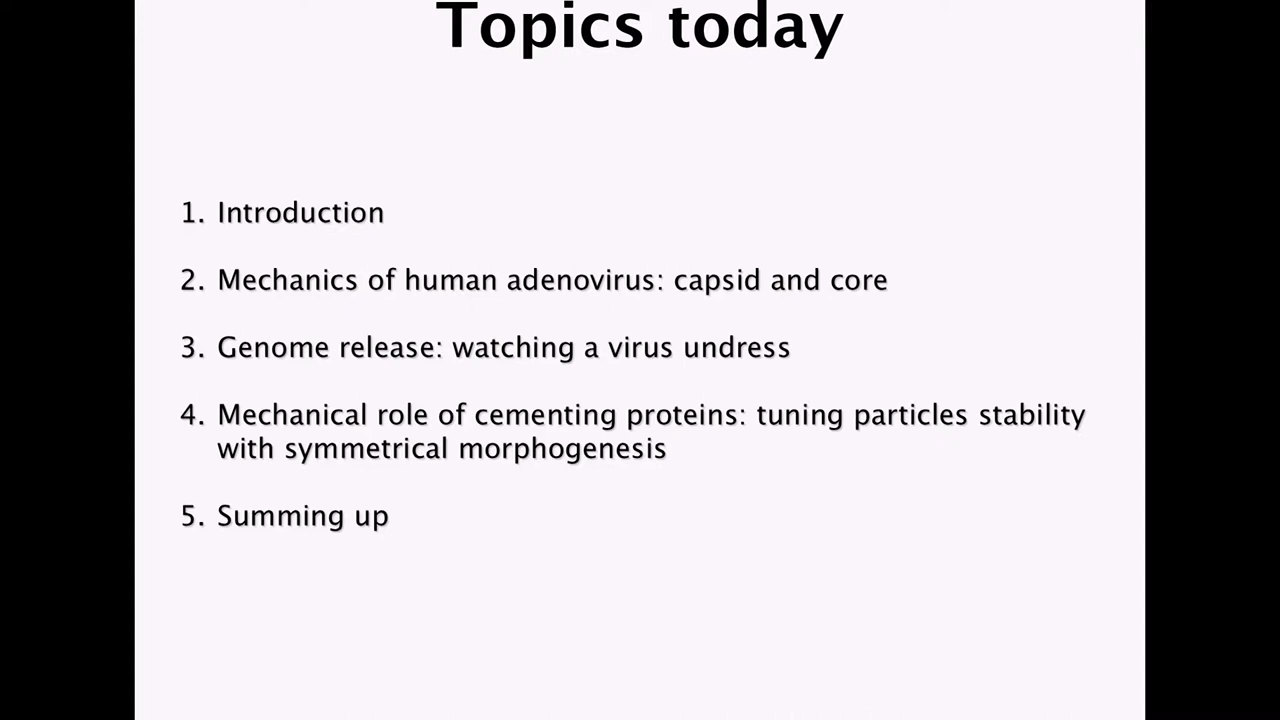 Topics today
1. Introduction
2. Mechanics of human adenovirus: capsid and core
3. Genome release: watching a virus undress
4. Mechanical role of cementing proteins: tuning particles stability
with symmetrical morphogenesis
5. Summing up